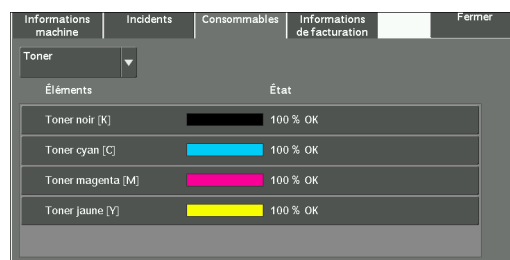 Informations machine
Incidents
Consommables
Informations de facturation
Fermer
Toner
Éléments État
Toner noir [K] 100 % OK
Toner cyan [C] 100 % OK
Toner magenta [M] 100 % OK
Toner jaune [Y] 100 % OK